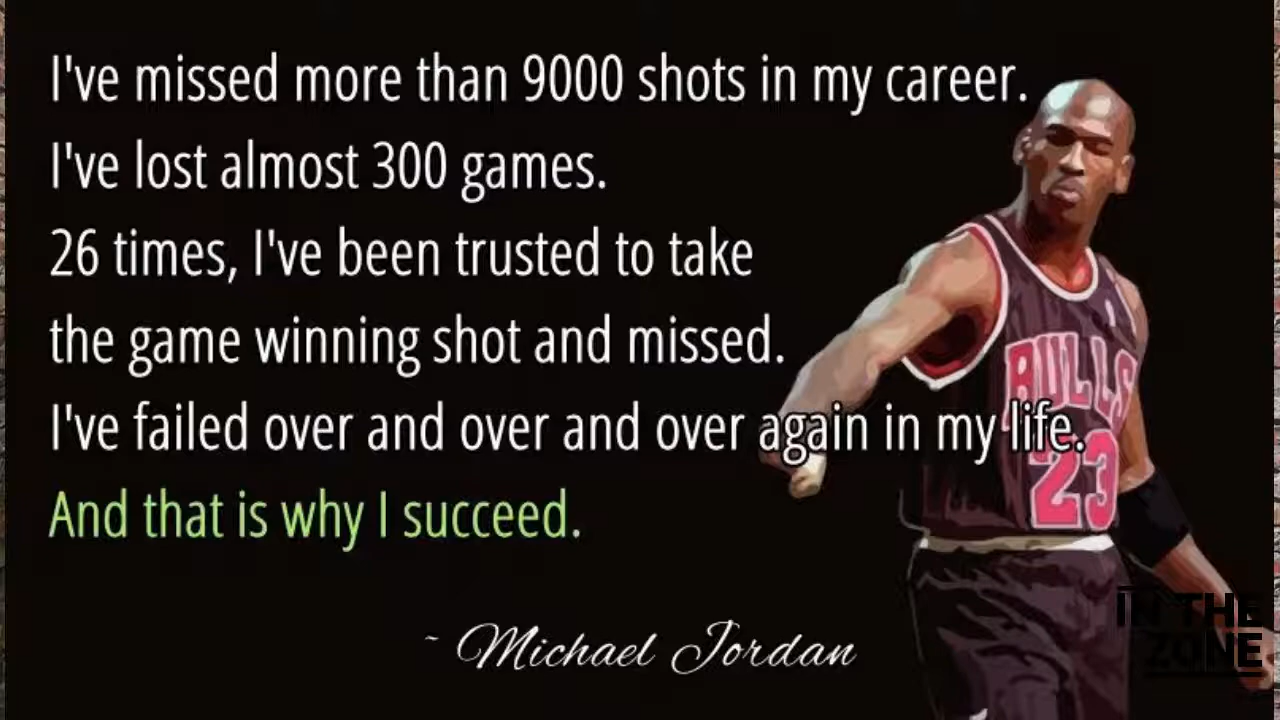 I've missed more than 9000 shots in my career.
I've lost almost 300 games.
26 times, I've been trusted to take
the game winning shot and missed.
I've failed over and over and over again in my life.
And that is why I succeed.
~ Michael Jordan
BULLS
23
IN THE
ZONE